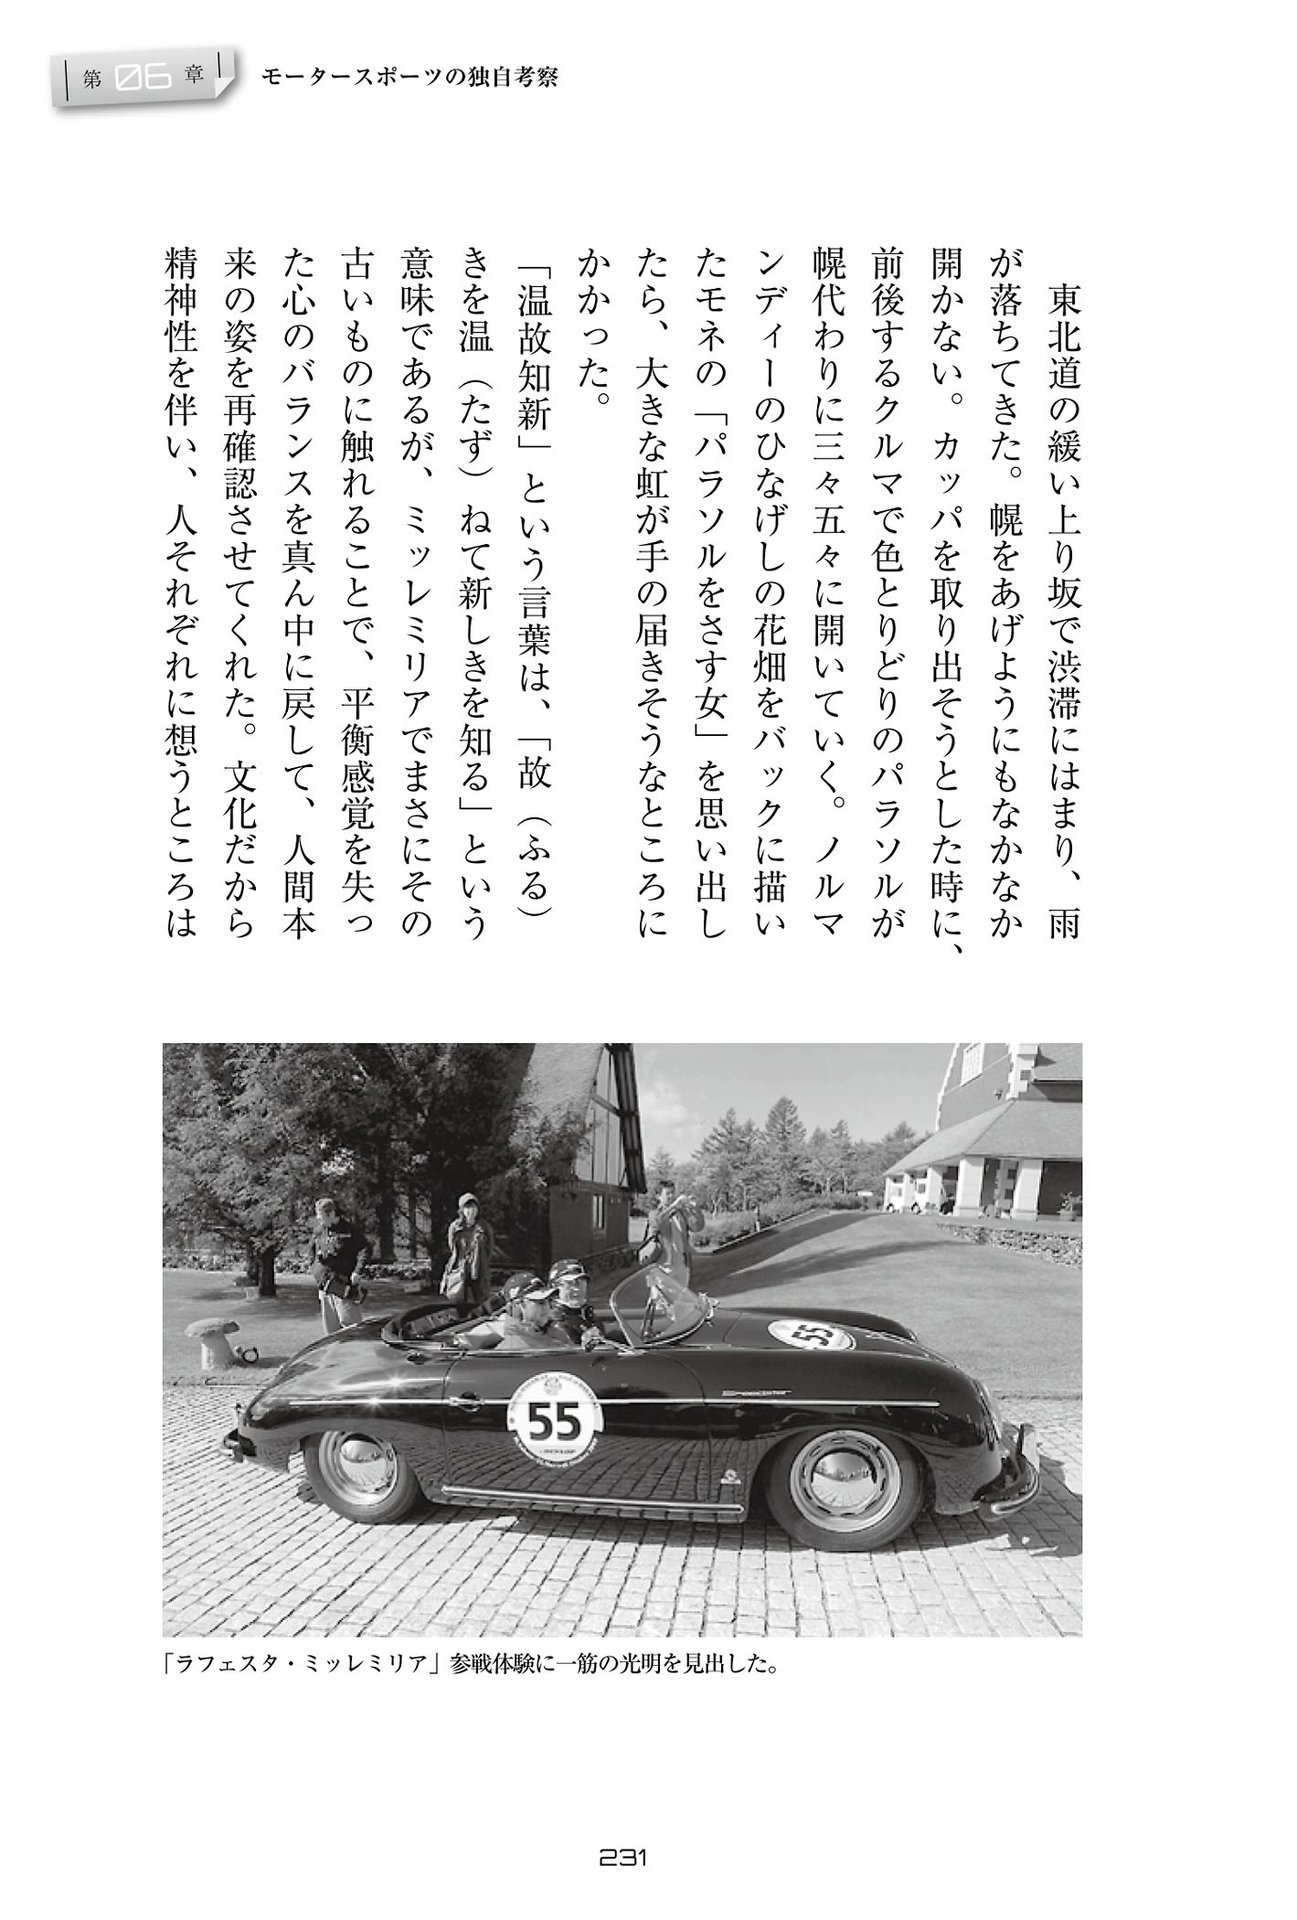 第06章
モータースポーツの独自考察
東北道の緩い上り坂で渋滞にはまり、雨
が落ちてきた。幌をあげようにもなかなか
開かない。カッパを取り出そうとした時に、
前後するクルマで色とりどりのパラソルが
幌代わりに三々五々に開いていく。ノルマ
ンディーのひなげしの花畑をバックに描い
たモネの「パラソルをさす女」を思い出し
たら、大きな虹が手の届きそうなところに
かかった。
「温故知新」という言葉は、「故（ふる）
きを温（たず）ねて新しきを知る」という
意味であるが、ミッレミリアでまさにその
古いものに触れることで、平衡感覚を失っ
た心のバランスを真ん中に戻して、人間本
来の姿を再確認させてくれた。文化だから
精神性を伴い、人それぞれに想うところは
55
Speedster
55
DUNLOP
「ラフェスタ・ミッレミリア」参戦体験に一筋の光明を見出した。
231